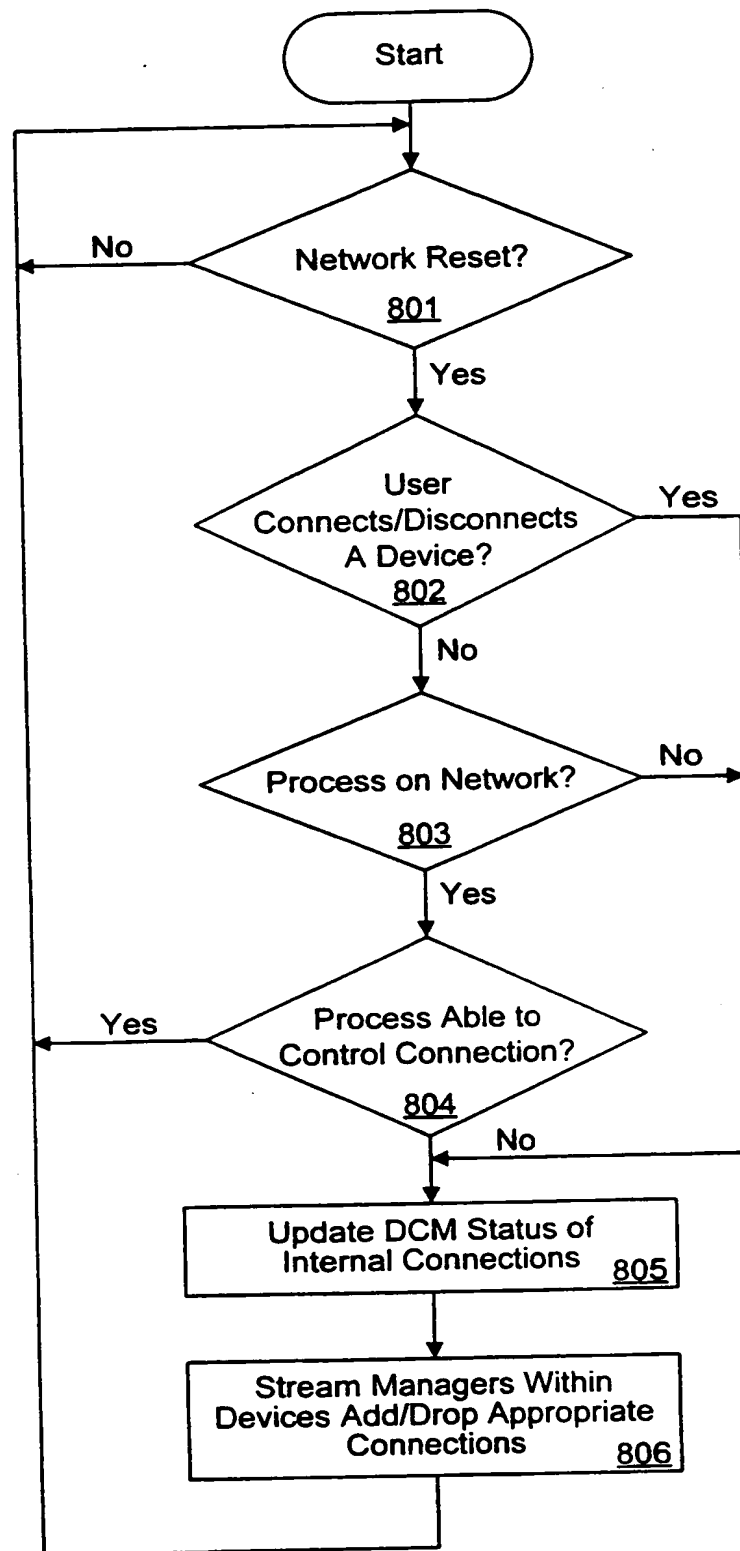 Start
No
Network Reset?
801
Yes
User
Connects/Disconnects
A Device?
802
Yes
No
Process on Network?
803
No
Yes
Yes
Process Able to
Control Connection?
804
No
Update DCM Status of
Internal Connections
805
Stream Managers Within
Devices Add/Drop Appropriate
Connections
806